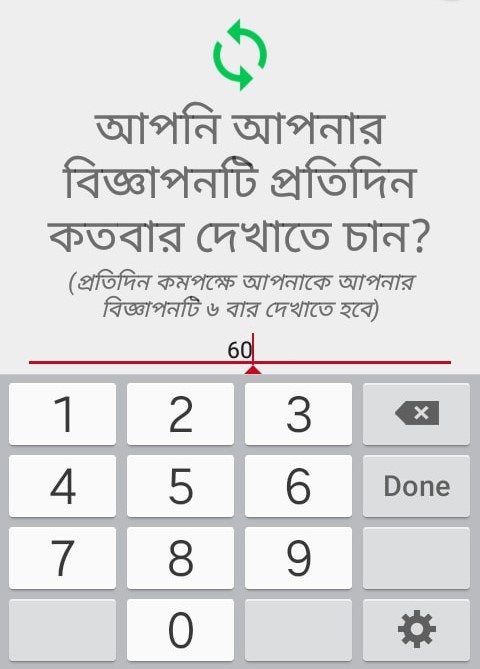 আপনি আপনার
বিজ্ঞাপনটি প্রতিদিন
কতবার দেখাতে চান?
(প্রতিদিন কমপক্ষে আপনাকে আপনার
বিজ্ঞাপনটি ৬ বার দেখাতে হবে)
60
1 2 3
4 5 6 Done
7 8 9
0